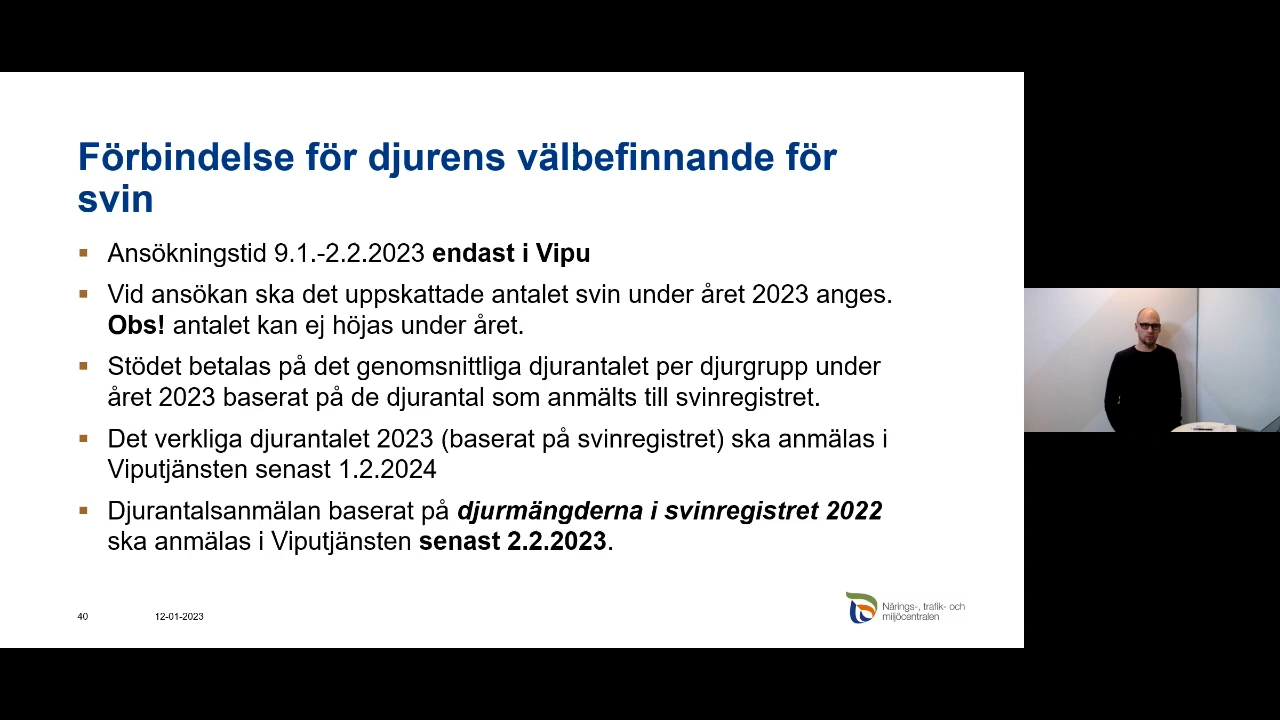 Förbindelse för djurens välbefinnande för
svin
▪ Ansökningstid 9.1.-2.2.2023 endast i Vipu
▪ Vid ansökan ska det uppskattade antalet svin under året 2023 anges.
Obs! antalet kan ej höjas under året.
▪ Stödet betalas på det genomsnittliga djurantalet per djurgrupp under
året 2023 baserat på de djurantal som anmälts till svinregistret.
▪ Det verkliga djurantalet 2023 (baserat på svinregistret) ska anmälas i
Viputjänsten senast 1.2.2024
▪ Djurantalsanmälan baserat på djurmängderna i svinregistret 2022
ska anmälas i Viputjänsten senast 2.2.2023.
40 12-01-2023
Närings-, trafik- och
miljöcentralen